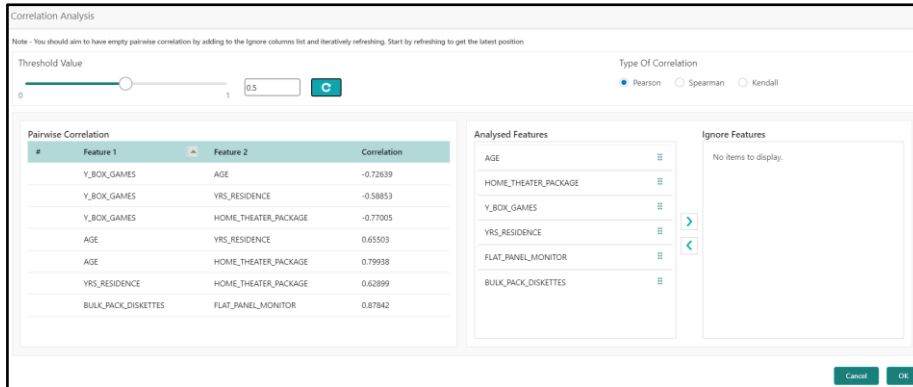 Correlation Analysis
Note - You should aim to have empty pairwise correlation by adding to the Ignore columns list and iteratively refreshing. Start by refreshing to get the latest position
Threshold Value
0
1
0.5
Type Of Correlation
Pearson Spearman Kendall
Pairwise Correlation
# Feature 1 Feature 2 Correlation
Y_BOX_GAMES AGE -0.72639
Y_BOX_GAMES YRS_RESIDENCE -0.58853
Y_BOX_GAMES HOME_THEATER_PACKAGE -0.77005
AGE YRS_RESIDENCE 0.65503
AGE HOME_THEATER_PACKAGE 0.79938
YRS_RESIDENCE HOME_THEATER_PACKAGE 0.62899
BULK_PACK_DISKETTES FLAT_PANEL_MONITOR 0.87842
Analysed Features
AGE
HOME_THEATER_PACKAGE
Y_BOX_GAMES
YRS_RESIDENCE
FLAT_PANEL_MONITOR
BULK_PACK_DISKETTES
Ignore Features
No items to display.
Cancel OK